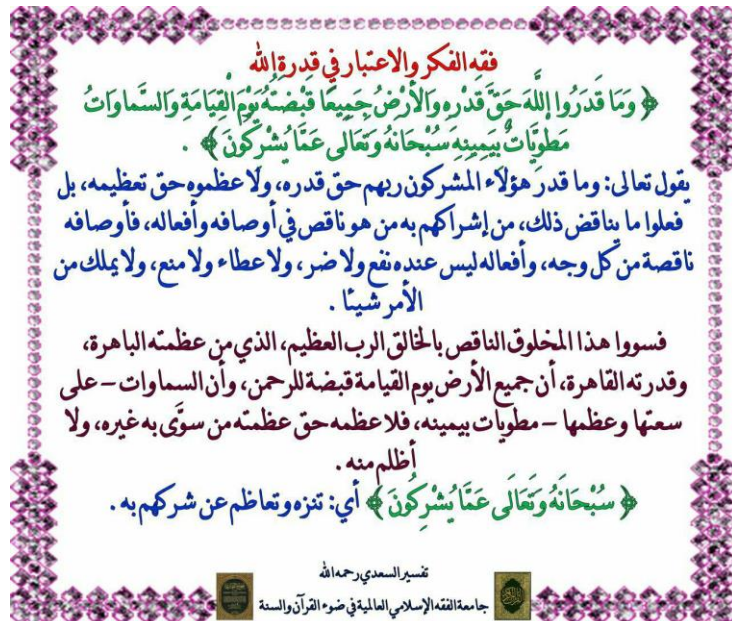 فقه الفكر والاعتبار في قدرة الله
﴿ وَمَا قَدَرُوا اللَّهَ حَقَّ قَدْرِهِ وَالْأَرْضُ جَمِيعًا قَبْضَتُهُ يَوْمَ الْقِيَامَةِ وَالسَّمَاوَاتُ
مَطْوِيَّاتٌ بِيَمِينِهِ سُبْحَانَهُ وَتَعَالَى عَمَّا يُشْرِكُونَ ﴾ .
يقول تعالى: وما قدر هؤلاء المشركون ربهم حق قدره، ولا عظموه حق تعظيمه، بل
فعلوا ما يناقض ذلك، من إشراكهم به من هو ناقص في أوصافه وأفعاله، فأوصافه
ناقصة من كل وجه، وأفعاله ليس عنده نفع ولا ضر، ولا عطاء ولا منع، ولا يملك من
الأمر شيئا .
فسووا هذا المخلوق الناقص بالخالق الرب العظيم، الذي من عظمته الباهرة،
وقدرته القاهرة، أن جميع الأرض يوم القيامة قبضة للرحمن، وأن السماوات – على
سعتها وعظمها – مطويات بيمينه، فلا عظمه حق عظمته من سوَّى به غيره، ولا
أظلم منه .
﴿ سُبْحَانَهُ وَتَعَالَى عَمَّا يُشْرِكُونَ ﴾ أي: تنزه وتعاظم عن شركهم به .
تفسير السعدي رحمه الله
جامعة الفقه الإسلامي العالمية في ضوء القرآن والسنة